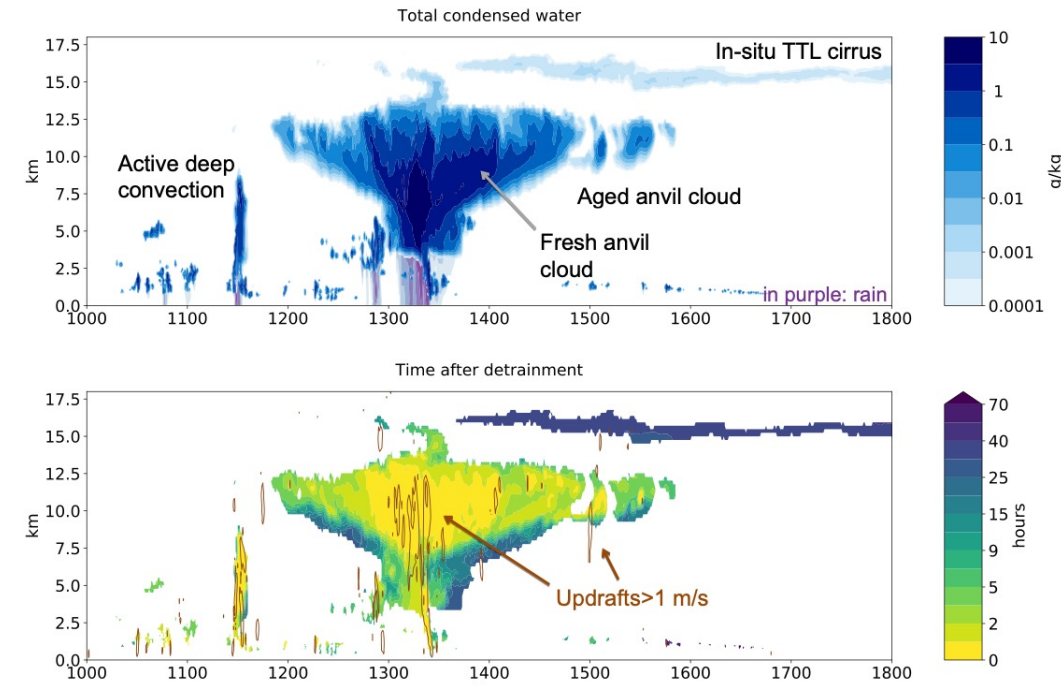 Total condensed water
17.5
15.0
12.5
10.0
7.5
5.0
2.5
0.0
km
1000 1100 1200 1300 1400 1500 1600 1700 1800
In-situ TTL cirrus
Active deep
convection
Aged anvil cloud
Fresh anvil
cloud
in purple: rain
10
1
0.1
0.01
0.001
0.0001
g/kg
Time after detrainment
17.5
15.0
12.5
10.0
7.5
5.0
2.5
0.0
km
1000 1100 1200 1300 1400 1500 1600 1700 1800
Updrafts>1 m/s
70
40
25
15
9
5
2
0
hours